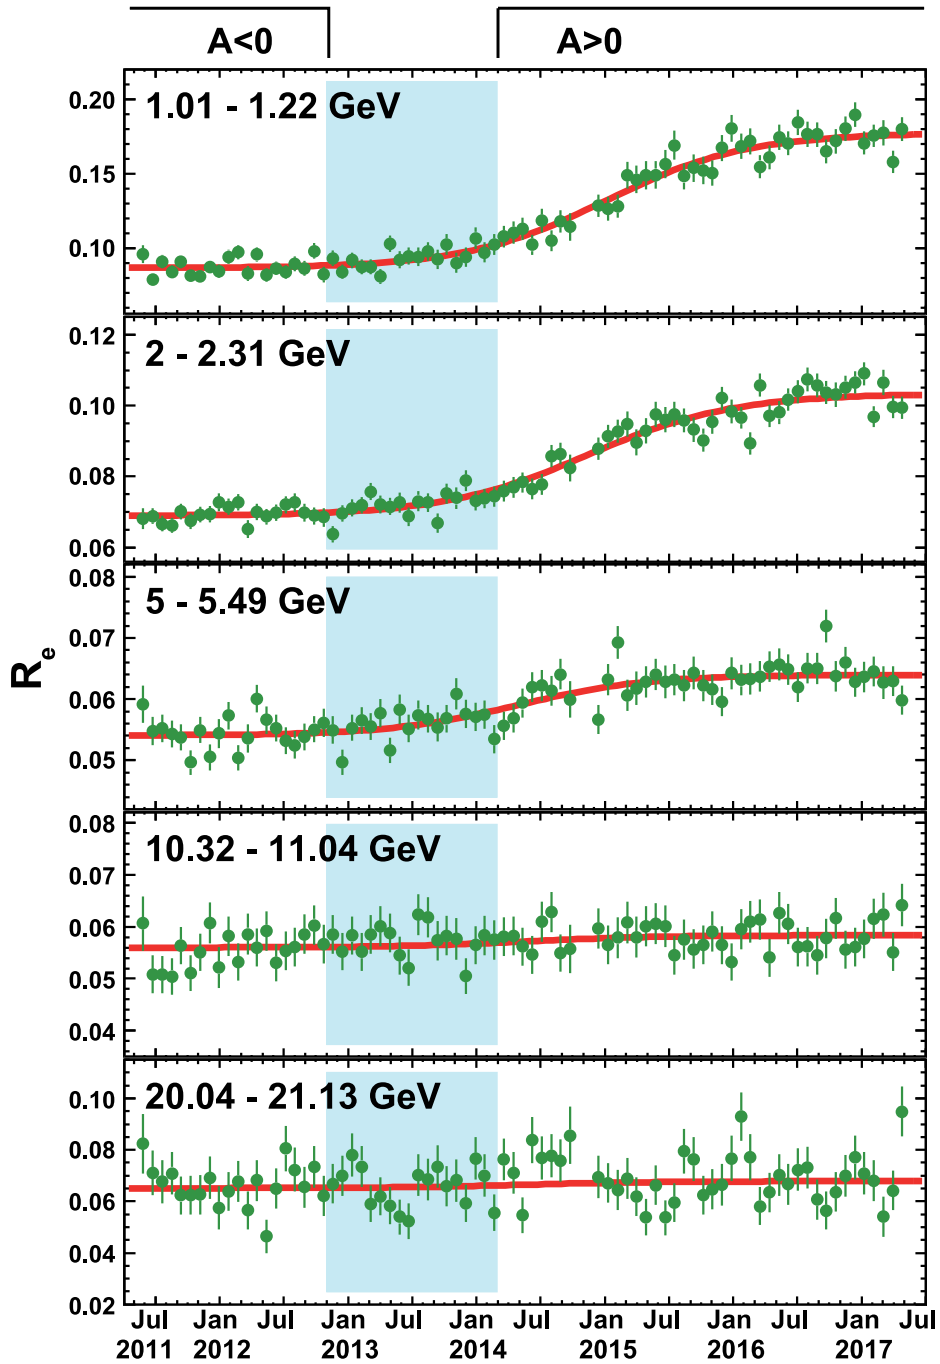 A<0 A>0
1.01 - 1.22 GeV
0.20
0.15
0.10
2 - 2.31 GeV
0.12
0.10
0.08
0.06
5 - 5.49 GeV
0.08
0.07
0.06
0.05
Re
10.32 - 11.04 GeV
0.08
0.07
0.06
0.05
0.04
20.04 - 21.13 GeV
0.10
0.08
0.06
0.04
0.02
Jul Jan Jul Jan Jul Jan Jul Jan Jul Jan Jul Jan Jul
2011 2012 2013 2014 2015 2016 2017